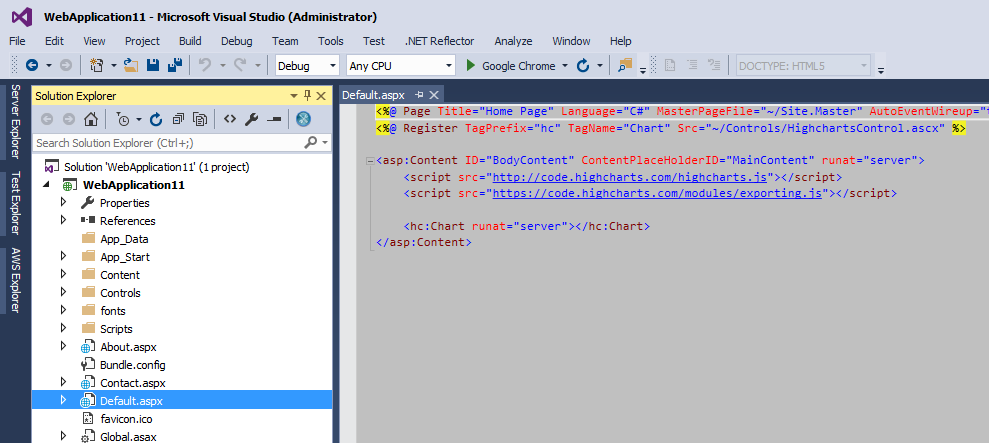 WebApplication11 - Microsoft Visual Studio (Administrator)
File Edit View Project Build Debug Team Tools Test .NET Reflector Analyze Window Help
Debug Any CPU Google Chrome DOCTYPE: HTML5
Server Explorer
Test Explorer
AWS Explorer
Solution Explorer
Search Solution Explorer (Ctrl+;)
Solution 'WebApplication11' (1 project)
WebApplication11
Properties
References
App_Data
App_Start
Content
Controls
fonts
Scripts
About.aspx
Bundle.config
Contact.aspx
Default.aspx
favicon.ico
Global.asax
Default.aspx
<%@ Page Title="Home Page" Language="C#" MasterPageFile="~/Site.Master" AutoEventWireup="t
<%@ Register TagPrefix="hc" TagName="Chart" Src="~/Controls/HighchartsControl.ascx" %>
<asp:Content ID="BodyContent" ContentPlaceHolderID="MainContent" runat="server">
<script src="http://code.highcharts.com/highcharts.js"></script>
<script src="https://code.highcharts.com/modules/exporting.js"></script>
<hc:Chart runat="server"></hc:Chart>
</asp:Content>